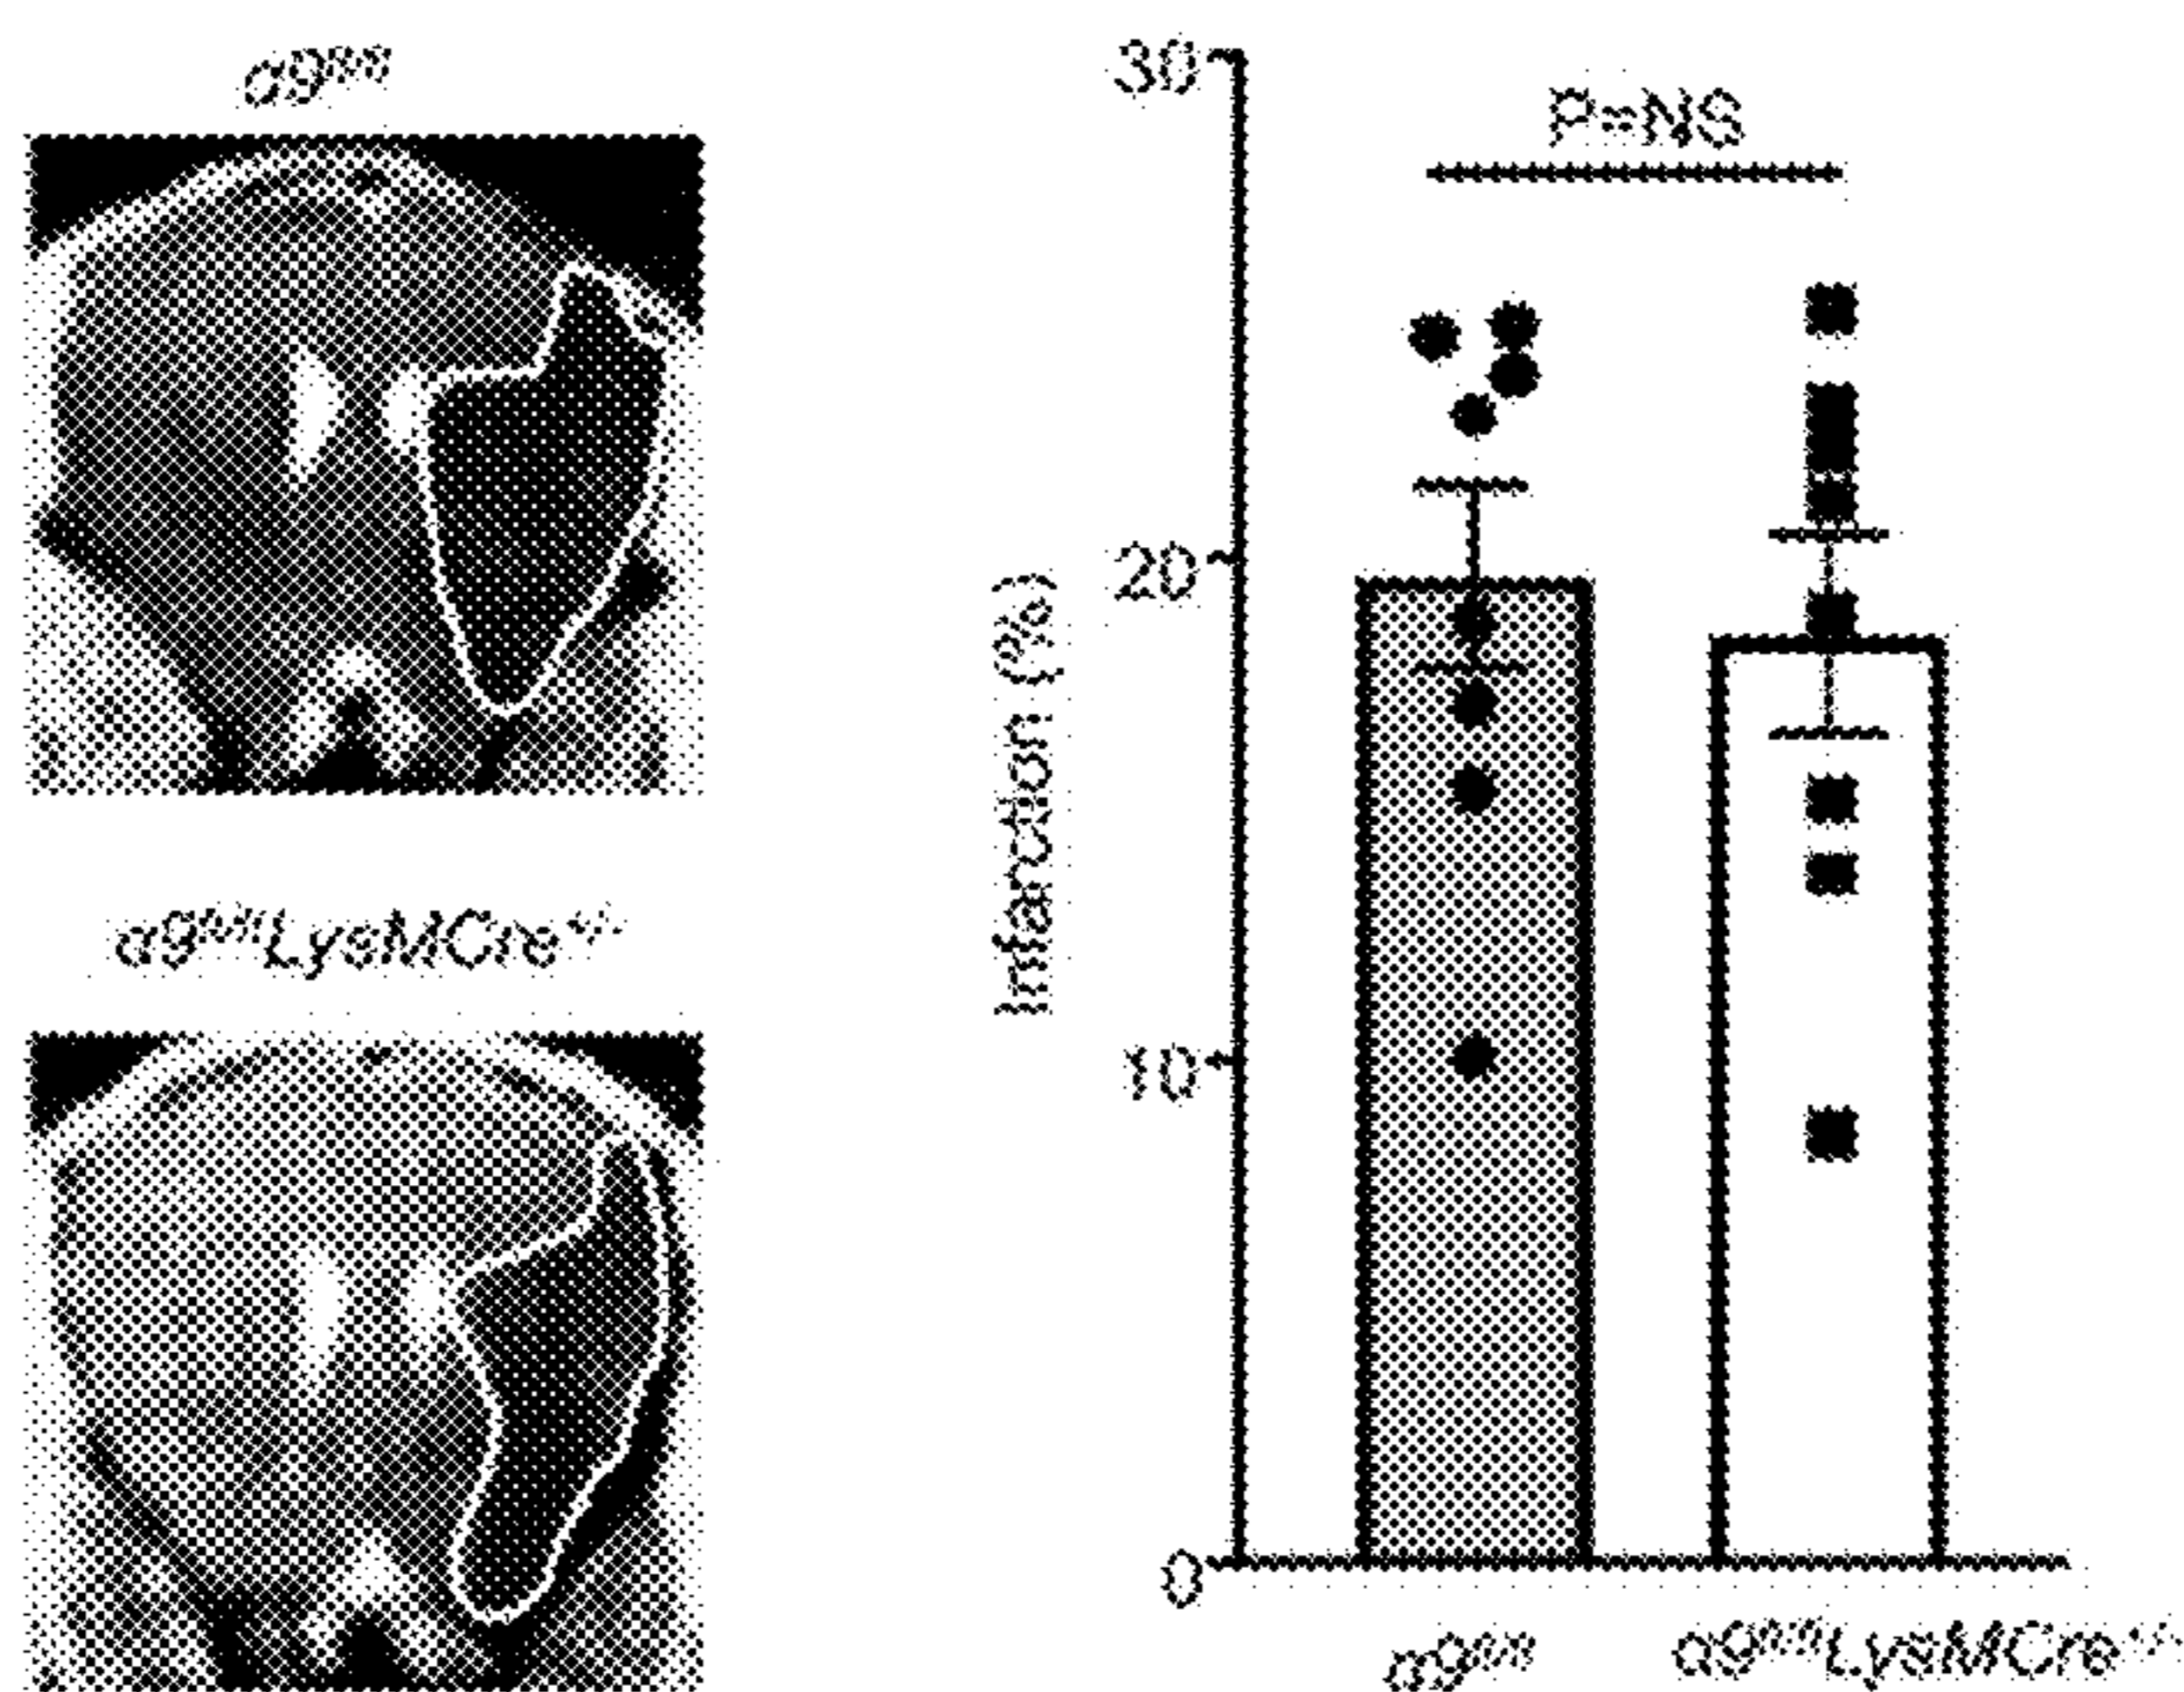 α9fl/fl
α9fl/flLysMCre+/-
P=NS
Infarction (%)
30
20
10
0
α9fl/fl
α9fl/flLysMCre+/-